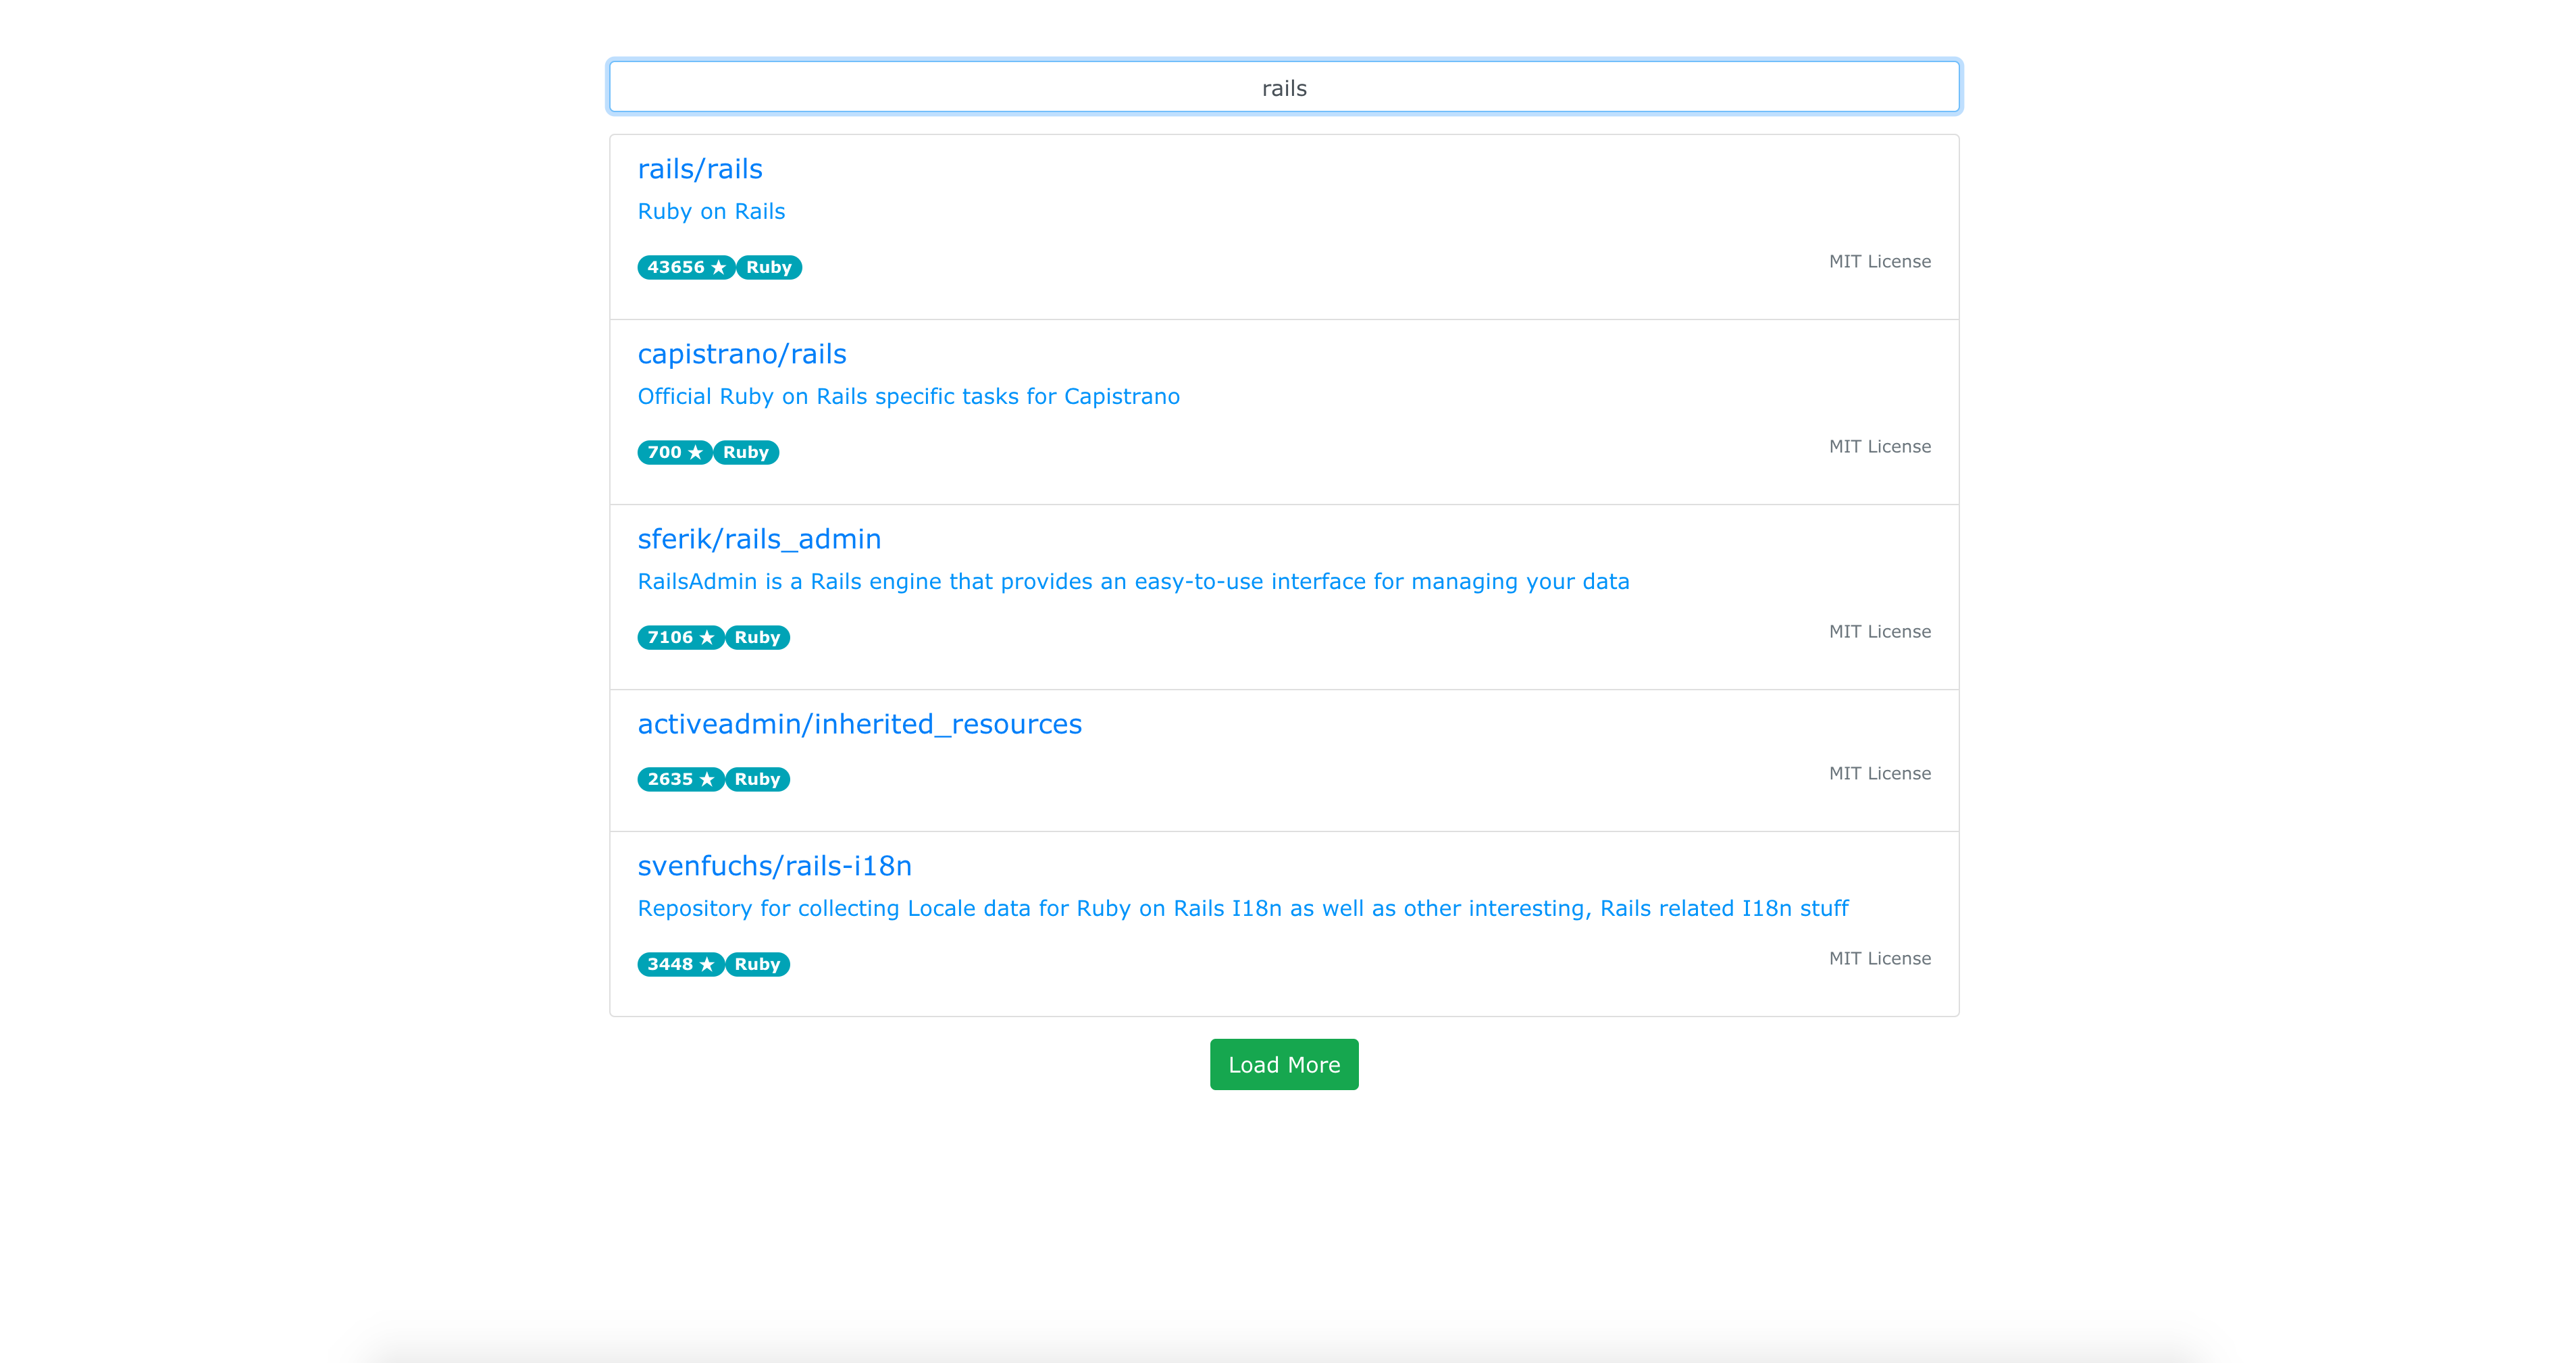 rails
rails/rails
Ruby on Rails
43656 ★ Ruby MIT License
capistrano/rails
Official Ruby on Rails specific tasks for Capistrano
700 ★ Ruby MIT License
sferik/rails_admin
RailsAdmin is a Rails engine that provides an easy-to-use interface for managing your data
7106 ★ Ruby MIT License
activeadmin/inherited_resources
2635 ★ Ruby MIT License
svenfuchs/rails-i18n
Repository for collecting Locale data for Ruby on Rails I18n as well as other interesting, Rails related I18n stuff
3448 ★ Ruby MIT License
Load More